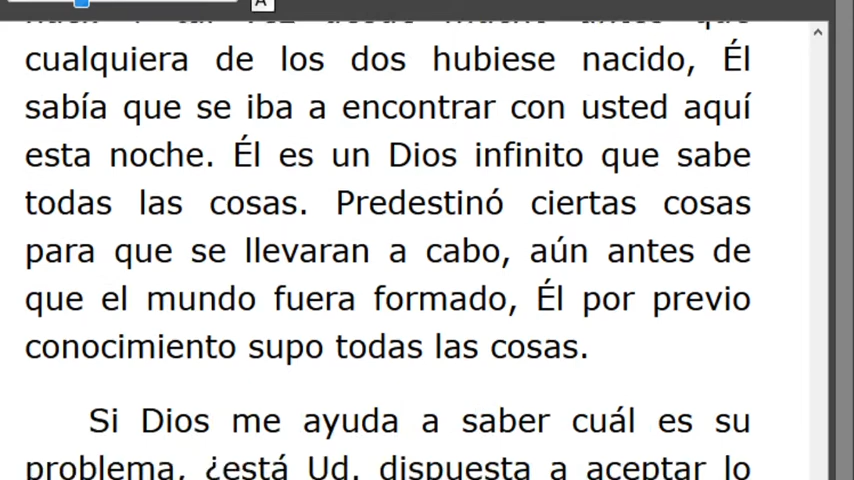 A
cualquiera de los dos hubiese nacido, Él
sabía que se iba a encontrar con usted aquí
esta noche. Él es un Dios infinito que sabe
todas las cosas. Predestinó ciertas cosas
para que se llevaran a cabo, aún antes de
que el mundo fuera formado, Él por previo
conocimiento supo todas las cosas.
Si Dios me ayuda a saber cuál es su
problema, ¿está Ud. dispuesta a aceptar lo